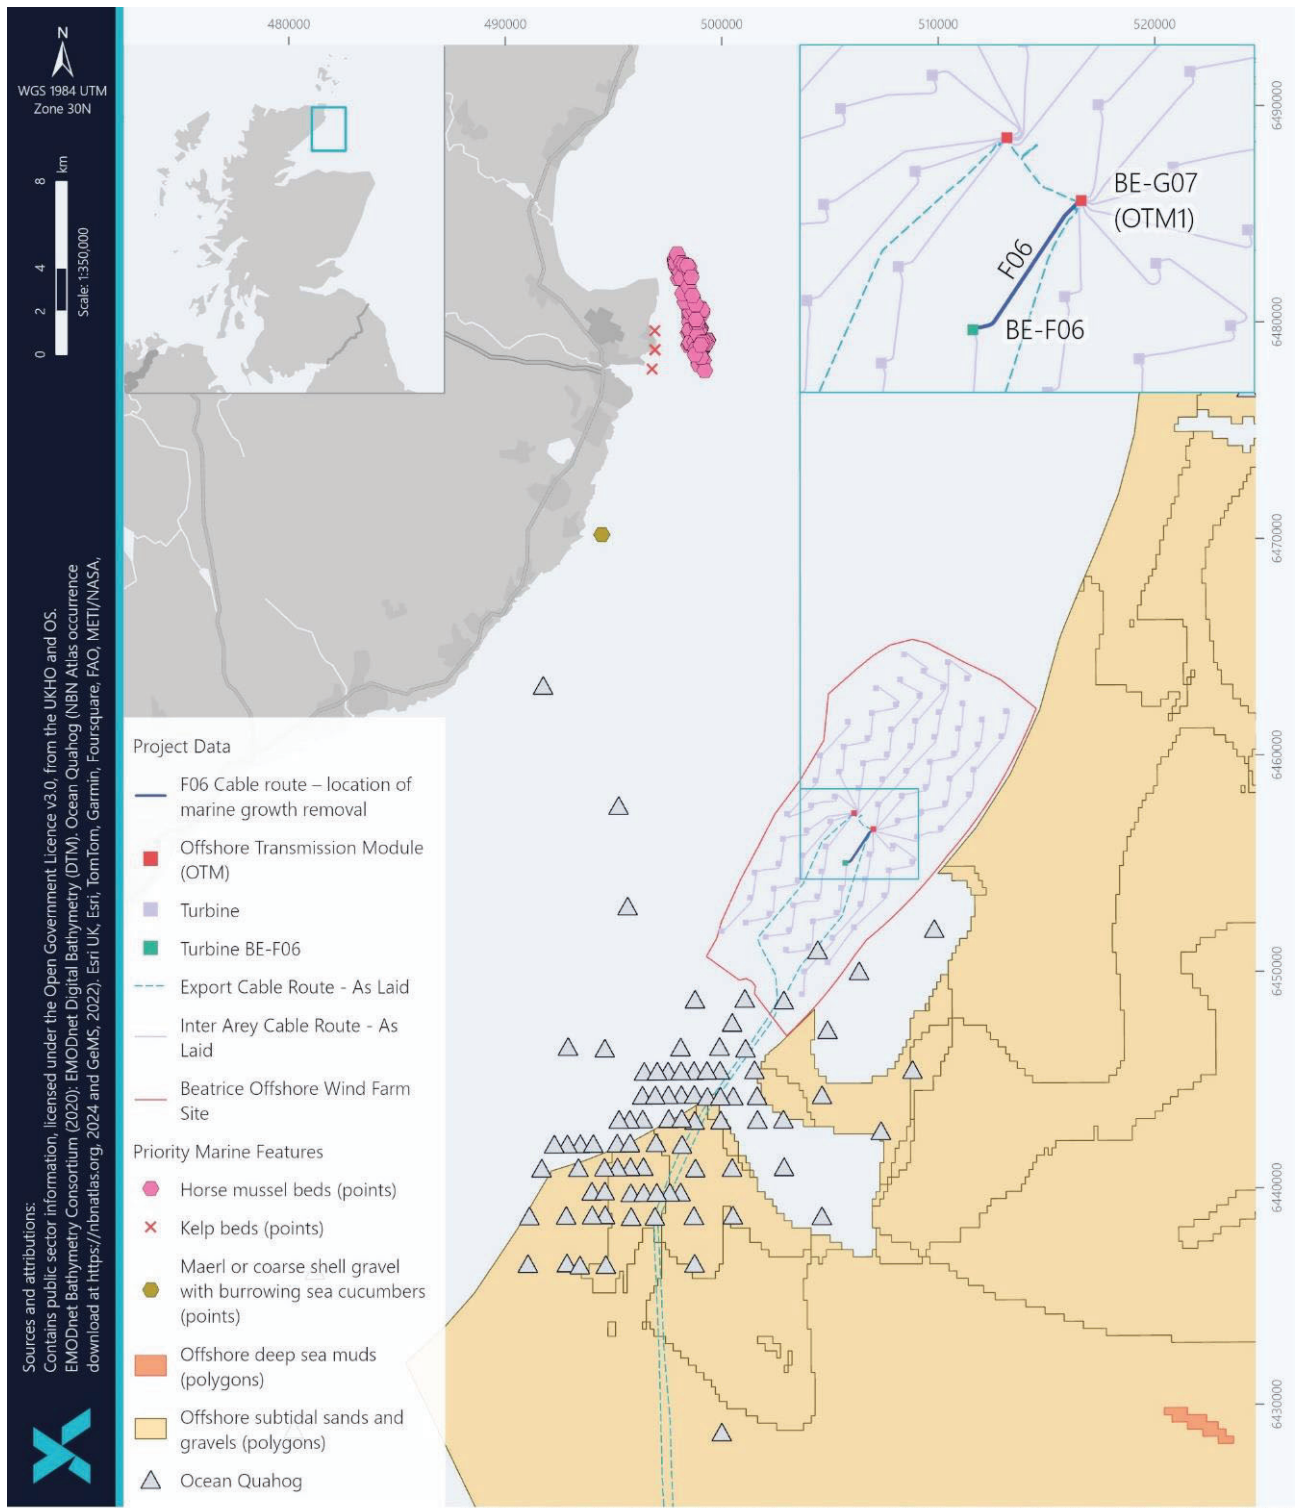 480000
490000
500000
510000
520000
N
WGS 1984 UTM
Zone 30N
km
8
4
2
0
Scale: 1:350,000
BE-G07
(OTM1)
F06
BE-F06
6490000
6480000
6470000
6460000
6450000
6440000
6430000
Project Data
F06 Cable route – location of
marine growth removal
Offshore Transmission Module
(OTM)
Turbine
Turbine BE-F06
Export Cable Route - As Laid
Inter Arey Cable Route - As
Laid
Beatrice Offshore Wind Farm
Site
Priority Marine Features
Horse mussel beds (points)
Kelp beds (points)
Maerl or coarse shell gravel
with burrowing sea cucumbers
(points)
Offshore deep sea muds
(polygons)
Offshore subtidal sands and
gravels (polygons)
Ocean Quahog
Sources and attributions:
Contains public sector information, licensed under the Open Government Licence v3.0, from the UKHO and OS.
EMODnet Bathymetry Consortium (2020): EMODnet Digital Bathymetry (DTM). Ocean Quahog (NBN Atlas occurrence
download at https://nbnatlas.org, 2024 and GeMS, 2022). Esri UK, Esri, TomTom, Garmin, Foursquare, FAO, METI/NASA,